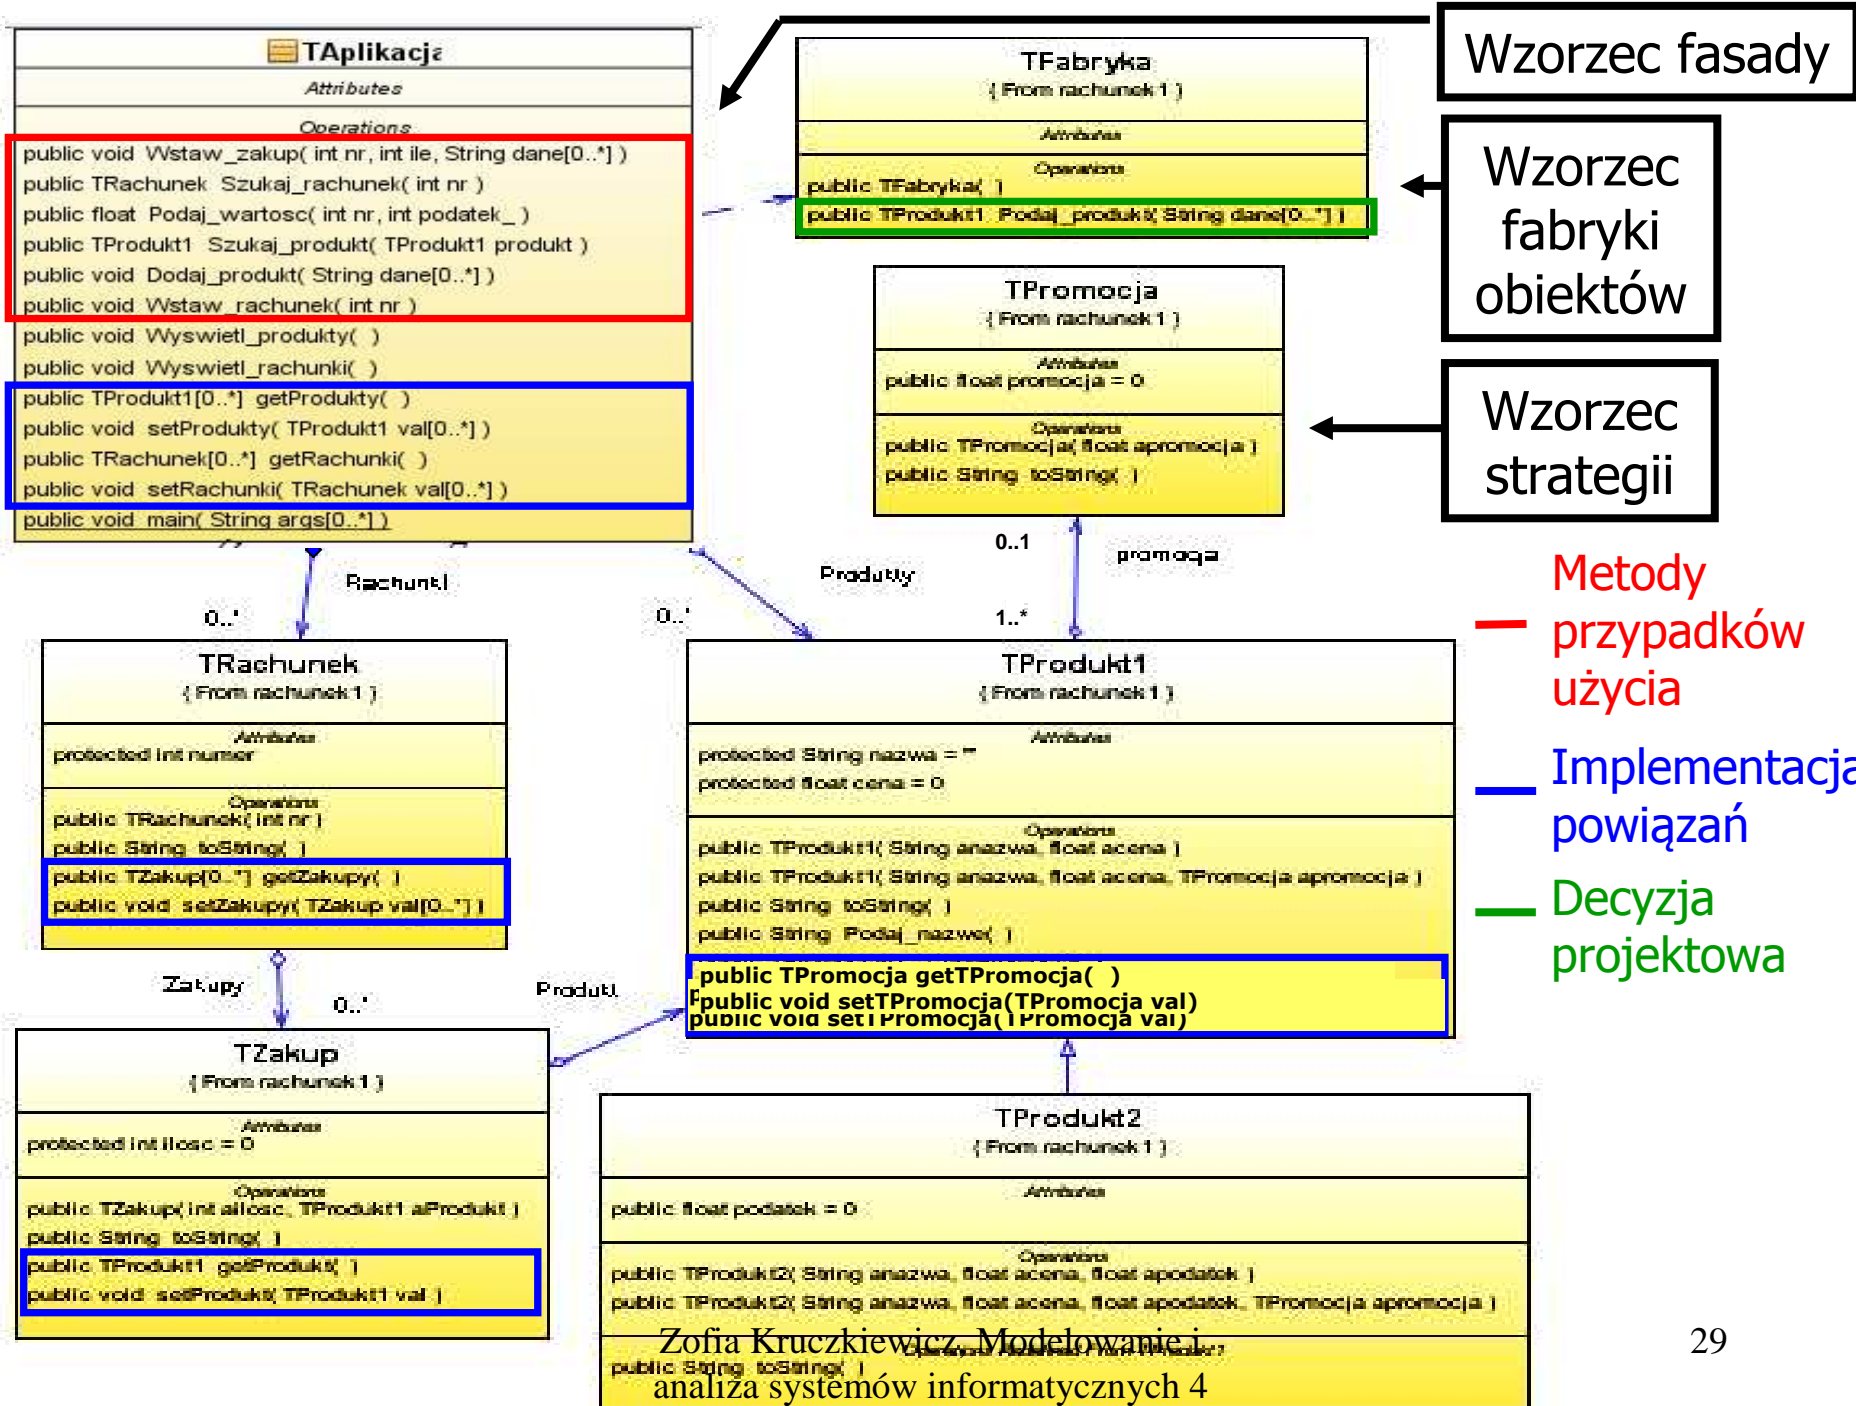 TAplikacja
Attributes
Operations
public void Wstaw_zakup( int nr, int ile, String dane[0..*] )
public TRachunek Szukaj_rachunek( int nr )
public float Podaj_wartosc( int nr, int podatek_ )
public TProdukt1 Szukaj_produkt( TProdukt1 produkt )
public void Dodaj_produkt( String dane[0..*] )
public void Wstaw_rachunek( int nr )
public void Wyswietl_produkty( )
public void Wyswietl_rachunki( )
public TProdukt1[0..*] getProdukty( )
public void setProdukty( TProdukt1 val[0..*] )
public TRachunek[0..*] getRachunki( )
public void setRachunki( TRachunek val[0..*] )
public void main( String args[0..*] )
TFabryka
{ From rachunek1 }
Attributes
Operations
public TFabryka( )
public TProdukt1 Podaj_produkt( String dane[0..*] )
Wzorzec fasady
Wzorzec
fabryki
obiektów
TPromocja
{ From rachunek1 }
Attributes
public float promocja = 0
Operations
public TPromocja( float apromocja )
public String toString( )
Wzorzec
strategii
Rachunki
0..*
Produkty
0..*
0..1
promocja
1..*
Metody
przypadków
użycia
Implementacja
powiązań
Decyzja
projektowa
TRachunek
{ From rachunek1 }
Attributes
protected int numer
Operations
public TRachunek( int nr )
public String toString( )
public TZakup[0..*] getZakupy( )
public void setZakupy( TZakup val[0..*] )
TProdukt1
{ From rachunek1 }
Attributes
protected String nazwa = ""
protected float cena = 0
Operations
public TProdukt1( String anazwa, float acena )
public TProdukt1( String anazwa, float acena, TPromocja apromocja )
public String toString( )
public String Podaj_nazwe( )
public TPromocja getTPromocja( )
public void setTPromocja(TPromocja val)
public void setTPromocja(TPromocja val)
Zakupy
0..*
Produkt
TZakup
{ From rachunek1 }
Attributes
protected int ilosc = 0
Operations
public TZakup( int ailosc, TProdukt1 aProdukt )
public String toString( )
public TProdukt1 getProdukt( )
public void setProdukt( TProdukt1 val )
TProdukt2
{ From rachunek1 }
Attributes
public float podatek = 0
Operations
public TProdukt2( String anazwa, float acena, float apodatek )
public TProdukt2( String anazwa, float acena, float apodatek, TPromocja apromocja )
public String toString( )
Zofia Kruczkiewicz, Modelowanie i
analiza systemów informatycznych 4
29